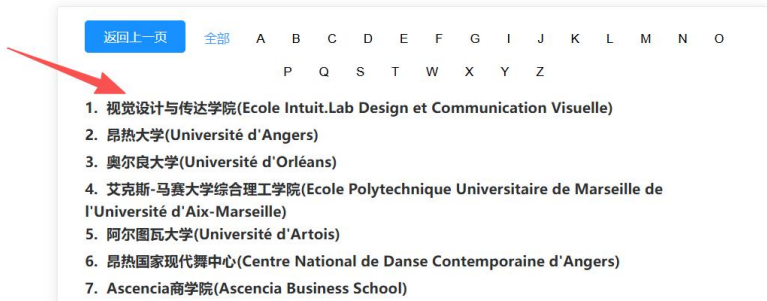 返回上一页 全部 A B C D E F G I J K L M N O
P Q S T W X Y Z
1. 视觉设计与传达学院(Ecole Intuit.Lab Design et Communication Visuelle)
2. 昂热大学(Université d'Angers)
3. 奥尔良大学(Université d'Orléans)
4. 艾克斯-马赛大学综合理工学院(Ecole Polytechnique Universitaire de Marseille de
l'Université d'Aix-Marseille)
5. 阿尔图瓦大学(Université d'Artois)
6. 昂热国家现代舞中心(Centre National de Danse Contemporaine d'Angers)
7. Ascencia商学院(Ascencia Business School)